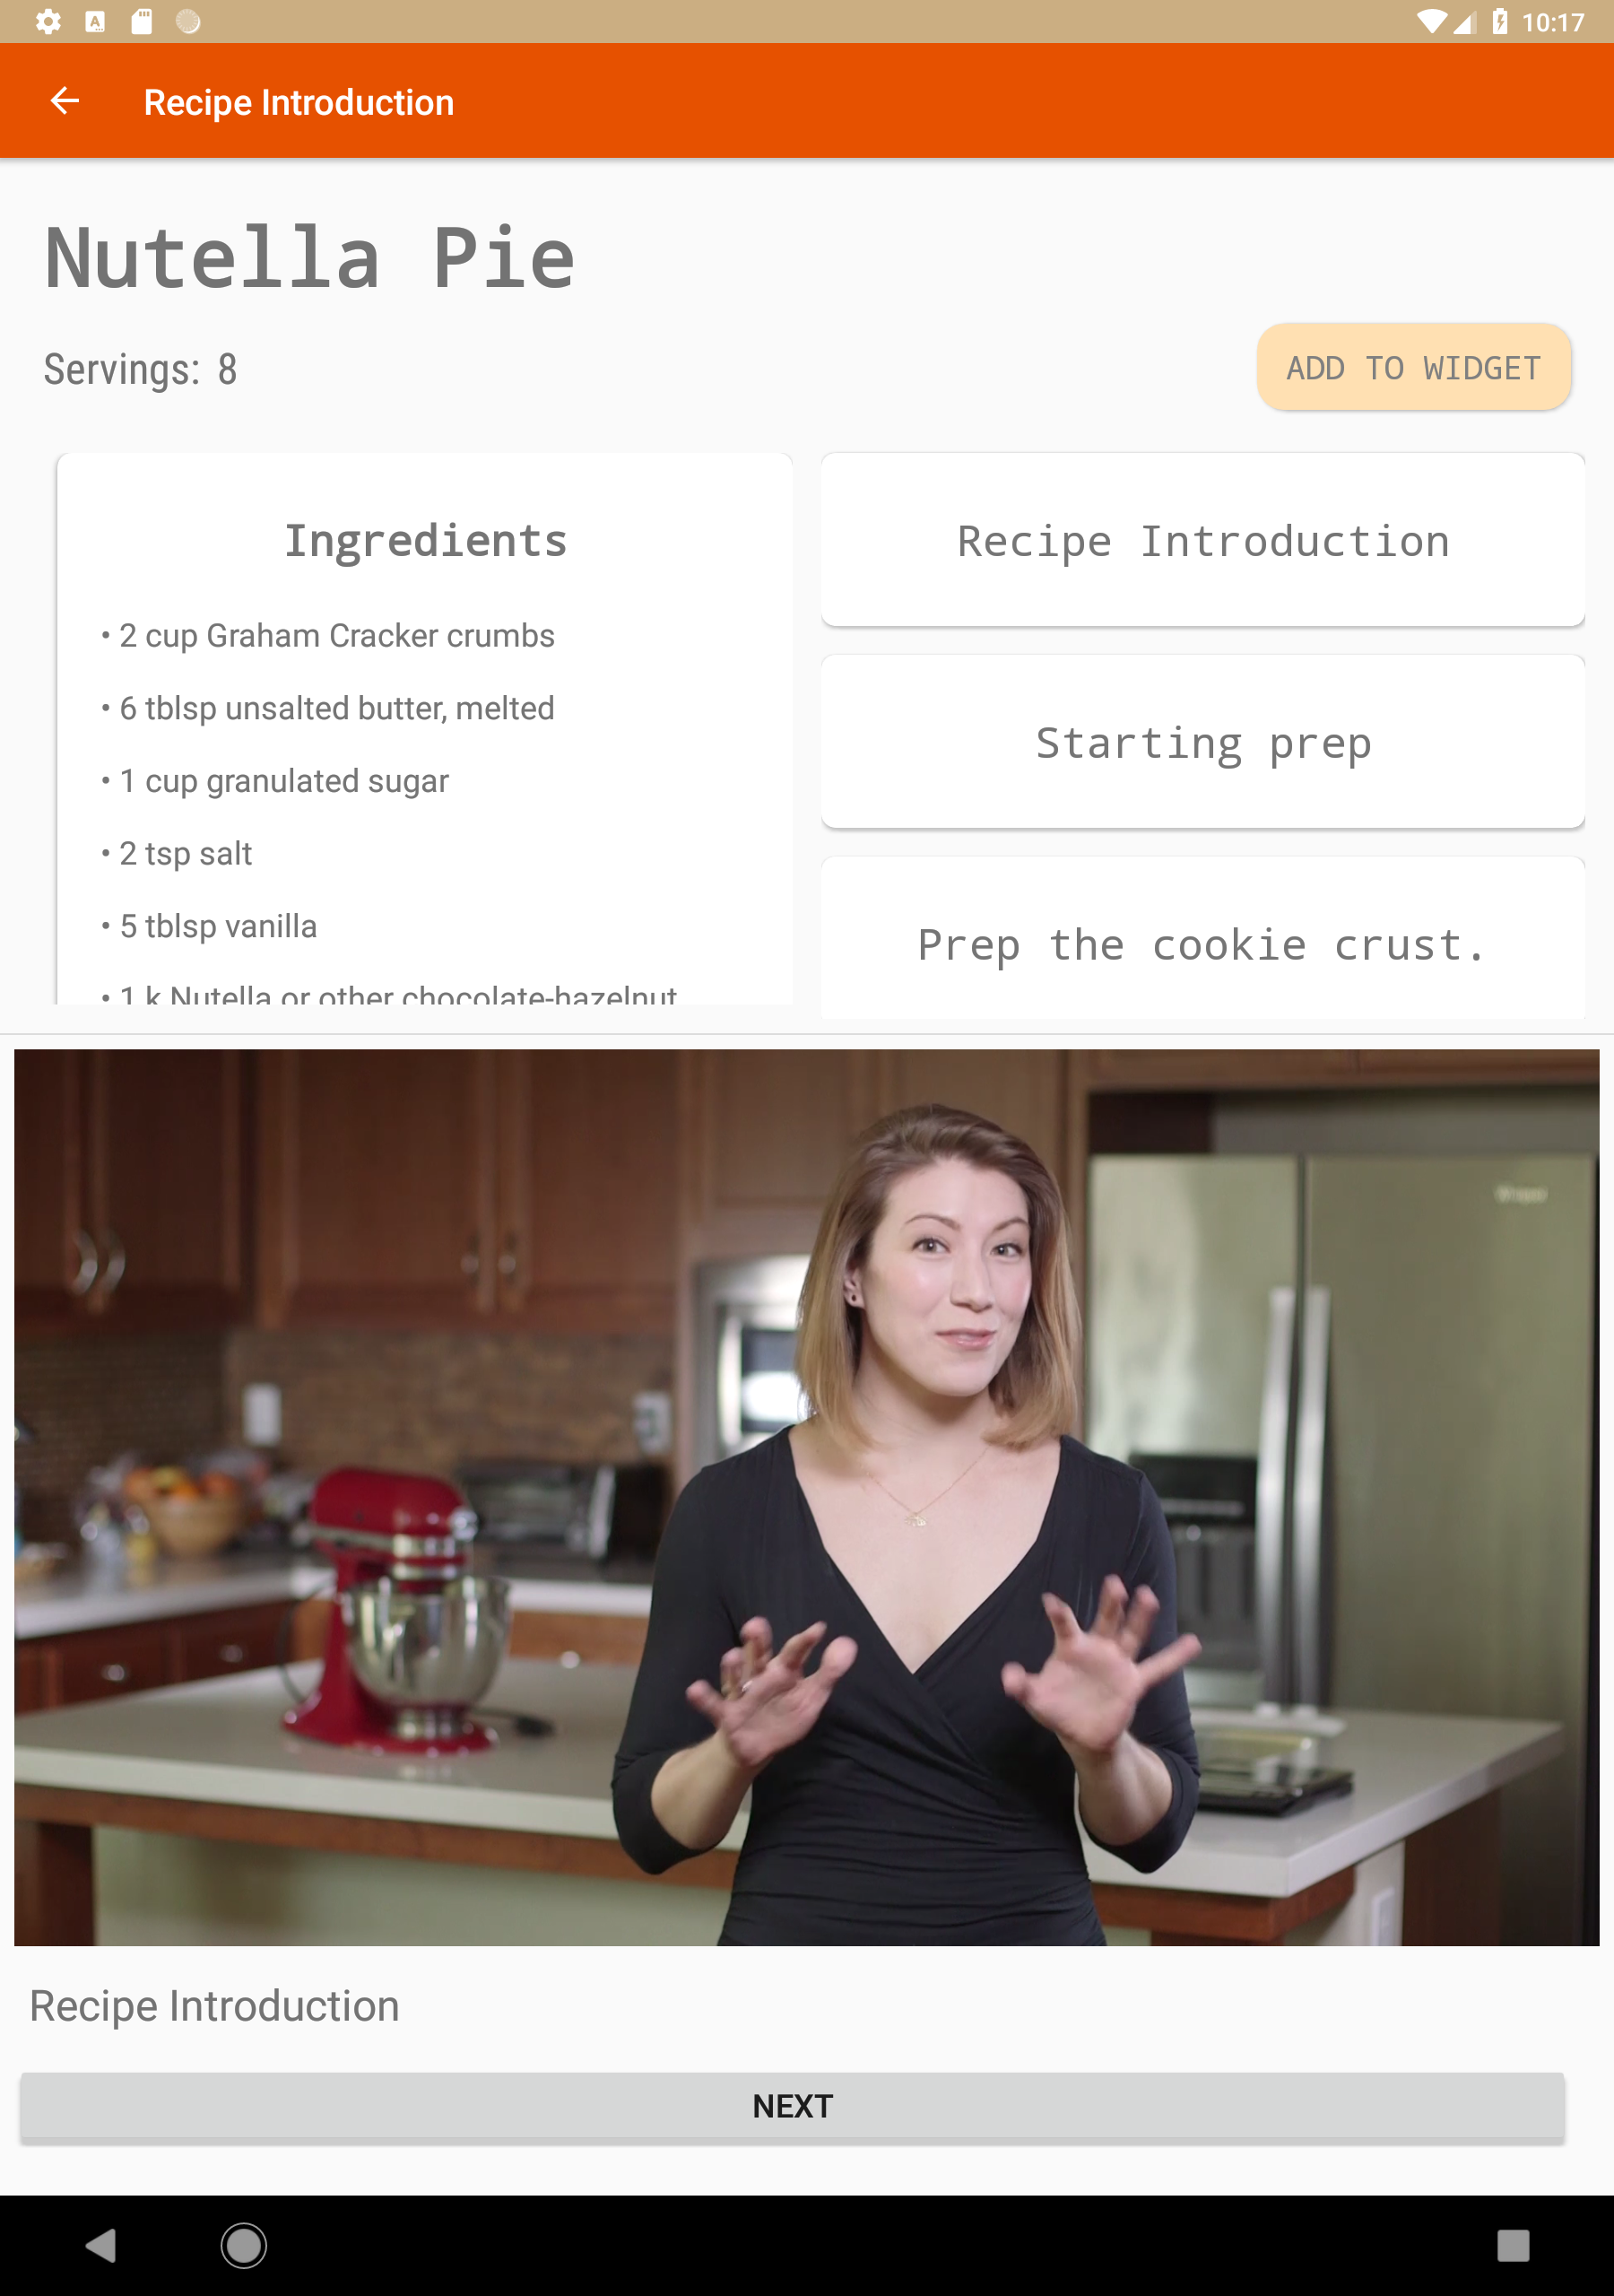 10:17
Recipe Introduction
Nutella Pie
Servings: 8
ADD TO WIDGET
Ingredients
• 2 cup Graham Cracker crumbs
• 6 tblsp unsalted butter, melted
• 1 cup granulated sugar
• 2 tsp salt
• 5 tblsp vanilla
• 1 k Nutella or other chocolate-hazelnut
Recipe Introduction
Starting prep
Prep the cookie crust.
Recipe Introduction
NEXT